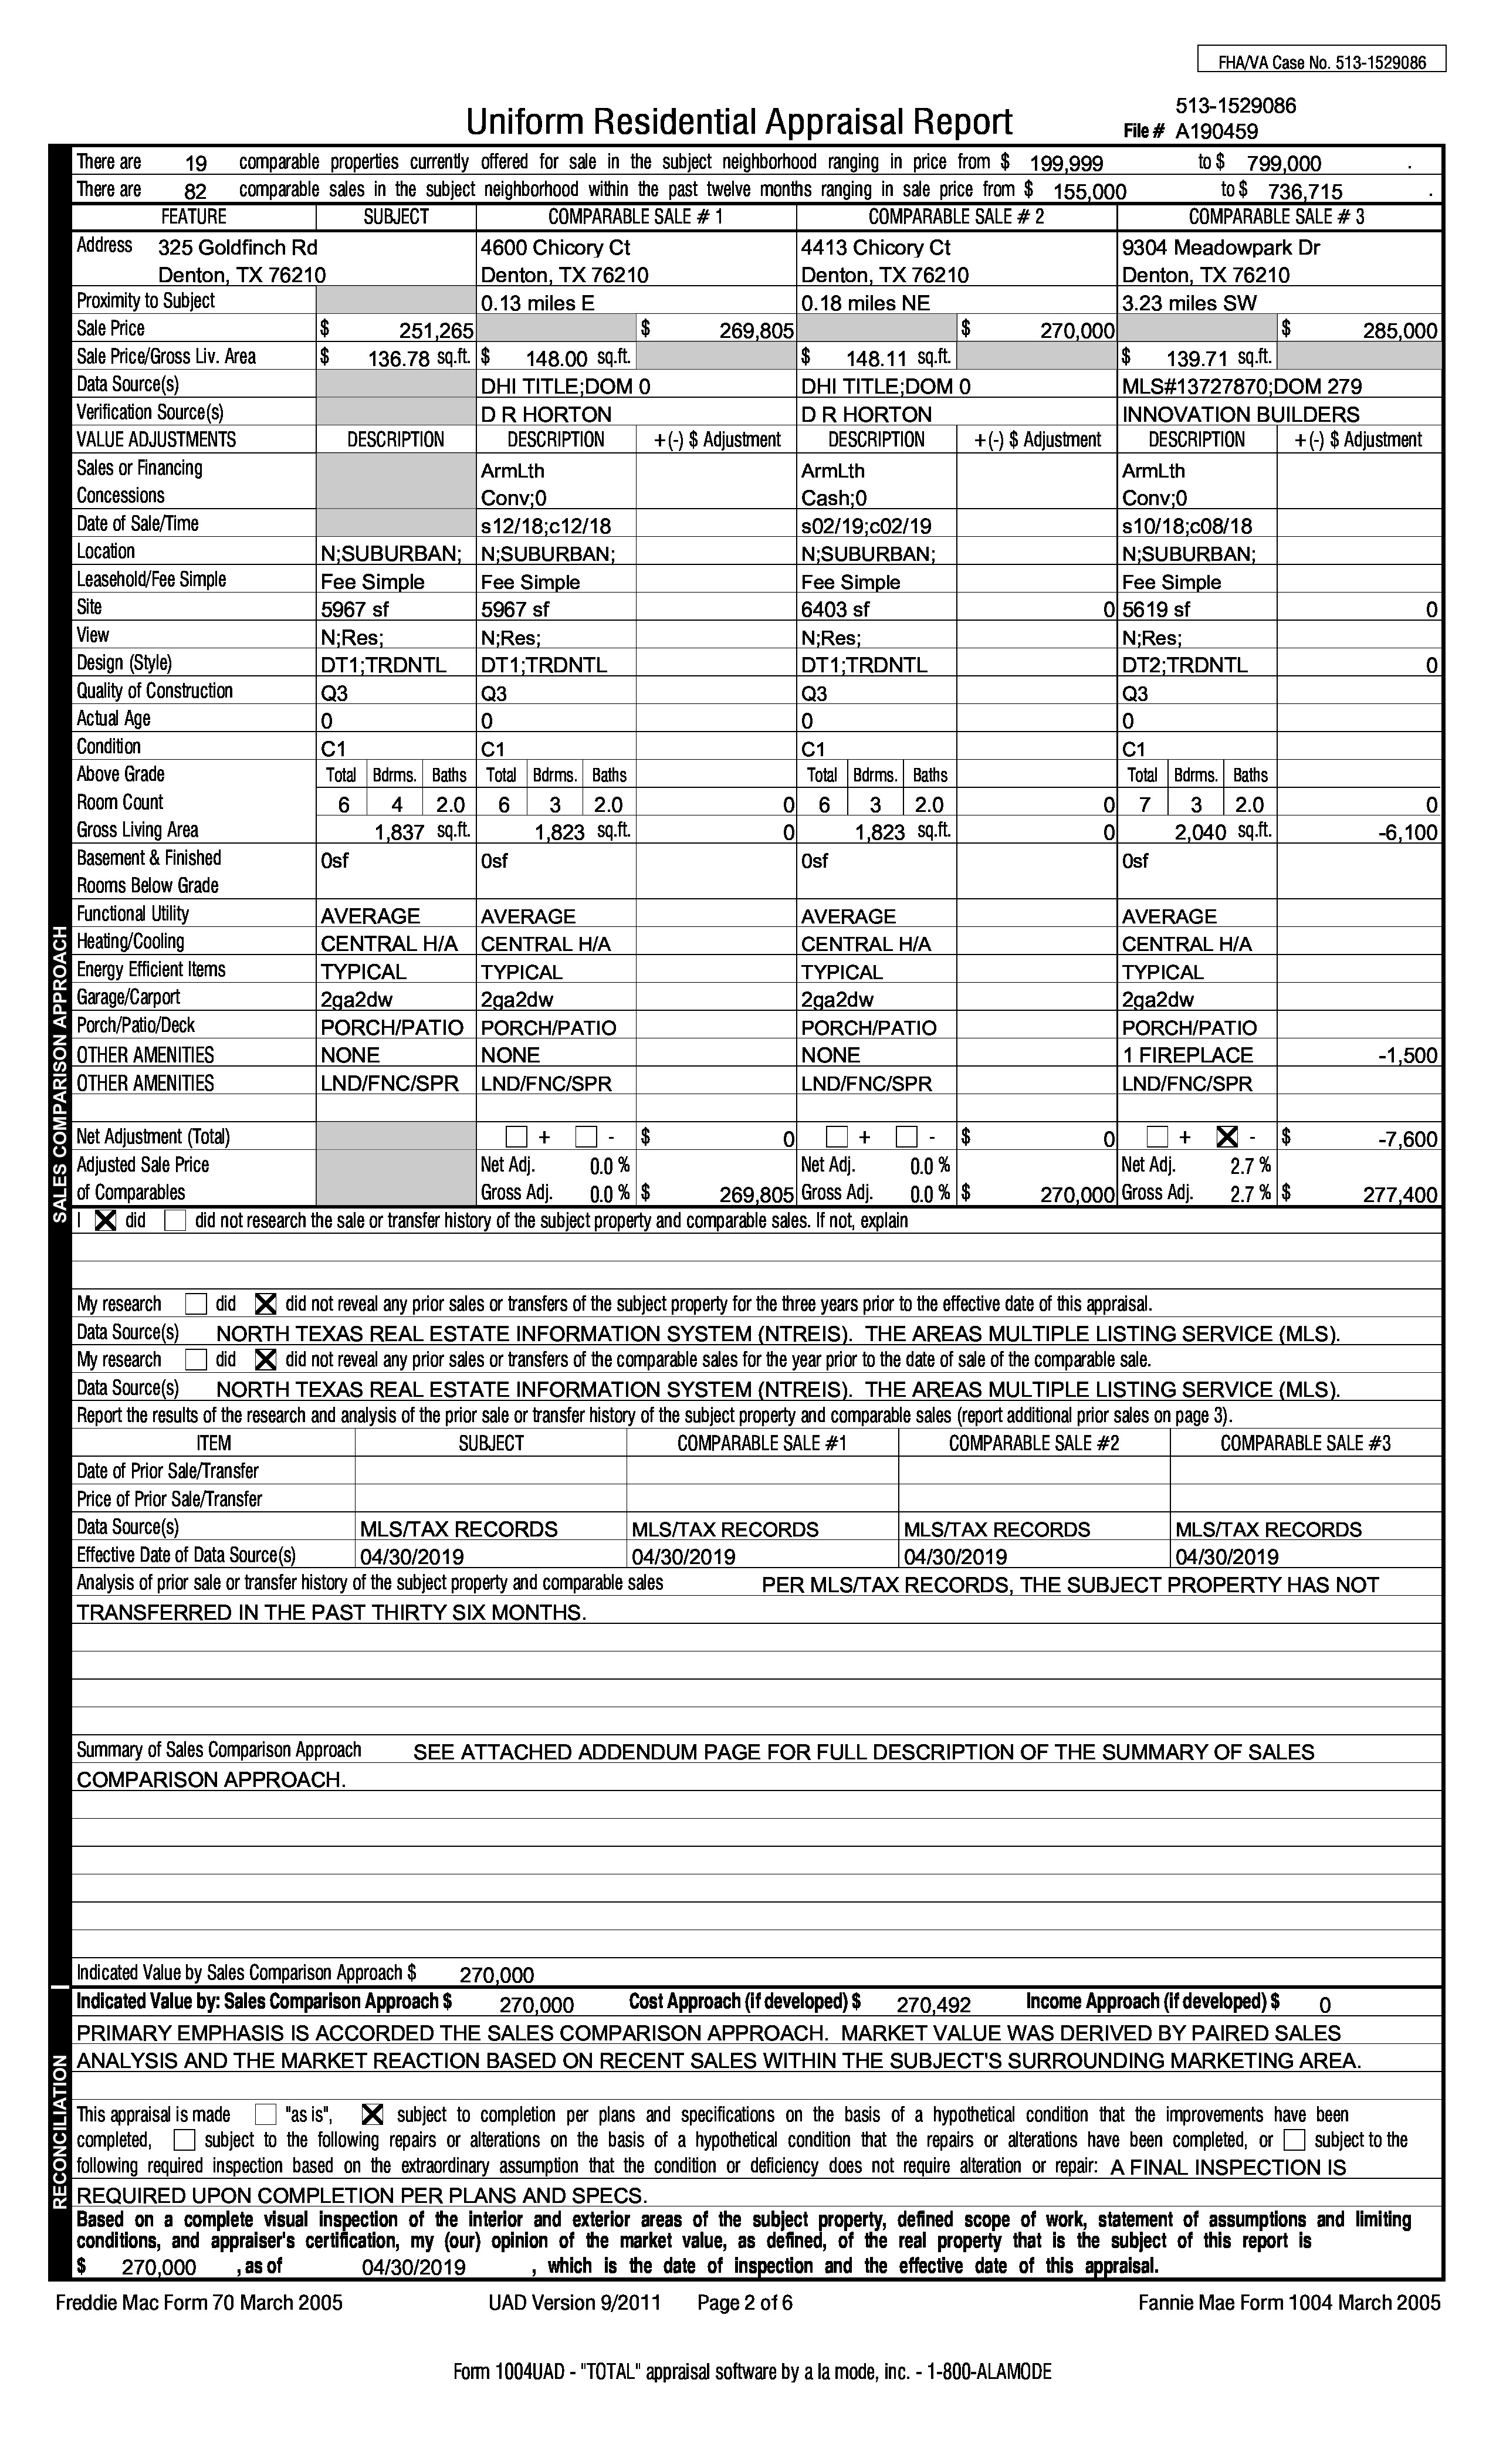 FHA/VA Case No. 513-1529086
513-1529086
Uniform Residential Appraisal Report File # A190459
There are 19 comparable properties currently offered for sale in the subject neighborhood ranging in price from $ 199,999 to $ 799,000 .
There are 82 comparable sales in the subject neighborhood within the past twelve months ranging in sale price from $ 155,000 to $ 736,715 .
FEATURE SUBJECT COMPARABLE SALE # 1 COMPARABLE SALE # 2 COMPARABLE SALE # 3
Address 325 Goldfinch Rd 4600 Chicory Ct 4413 Chicory Ct 9304 Meadowpark Dr
Denton, TX 76210 Denton, TX 76210 Denton, TX 76210 Denton, TX 76210
Proximity to Subject 0.13 miles E 0.18 miles NE 3.23 miles SW
Sale Price $ 251,265 $ 269,805 $ 270,000 $ 285,000
Sale Price/Gross Liv. Area $ 136.78 sq.ft. $ 148.00 sq.ft. $ 148.11 sq.ft. $ 139.71 sq.ft.
Data Source(s) DHI TITLE;DOM 0 DHI TITLE;DOM 0 MLS#13727870;DOM 279
Verification Source(s) D R HORTON D R HORTON INNOVATION BUILDERS
VALUE ADJUSTMENTS DESCRIPTION DESCRIPTION +(-) $ Adjustment DESCRIPTION +(-) $ Adjustment DESCRIPTION +(-) $ Adjustment
Sales or Financing ArmLth ArmLth ArmLth
Concessions Conv;0 Cash;0 Conv;0
Date of Sale/Time s12/18;c12/18 s02/19;c02/19 s10/18;c08/18
Location N;SUBURBAN; N;SUBURBAN; N;SUBURBAN; N;SUBURBAN;
Leasehold/Fee Simple Fee Simple Fee Simple Fee Simple Fee Simple
Site 5967 sf 5967 sf 6403 sf 0 5619 sf 0
View N;Res; N;Res; N;Res; N;Res;
Design (Style) DT1;TRDNTL DT1;TRDNTL DT1;TRDNTL DT2;TRDNTL 0
Quality of Construction Q3 Q3 Q3 Q3
Actual Age 0 0 0 0
Condition C1 C1 C1 C1
Above Grade Total Bdrms. Baths Total Bdrms. Baths Total Bdrms. Baths Total Bdrms. Baths
Room Count 6 4 2.0 6 3 2.0 0 6 3 2.0 0 7 3 2.0 0
Gross Living Area 1,837 sq.ft. 1,823 sq.ft. 0 1,823 sq.ft. 0 2,040 sq.ft. -6,100
Basement & Finished 0sf 0sf 0sf 0sf
Rooms Below Grade
Functional Utility AVERAGE AVERAGE AVERAGE AVERAGE
Heating/Cooling CENTRAL H/A CENTRAL H/A CENTRAL H/A CENTRAL H/A
Energy Efficient Items TYPICAL TYPICAL TYPICAL TYPICAL
Garage/Carport 2ga2dw 2ga2dw 2ga2dw 2ga2dw
Porch/Patio/Deck PORCH/PATIO PORCH/PATIO PORCH/PATIO PORCH/PATIO
OTHER AMENITIES NONE NONE NONE 1 FIREPLACE -1,500
OTHER AMENITIES LND/FNC/SPR LND/FNC/SPR LND/FNC/SPR LND/FNC/SPR
Net Adjustment (Total) + - $ 0 + - $ 0 + X - $ -7,600
Adjusted Sale Price Net Adj. 0.0 % Net Adj. 0.0 % Net Adj. 2.7 %
of Comparables Gross Adj. 0.0 % $ 269,805 Gross Adj. 0.0 % $ 270,000 Gross Adj. 2.7 % $ 277,400
SALES COMPARISON APPROACH
I X did did not research the sale or transfer history of the subject property and comparable sales. If not, explain
My research did X did not reveal any prior sales or transfers of the subject property for the three years prior to the effective date of this appraisal.
Data Source(s) NORTH TEXAS REAL ESTATE INFORMATION SYSTEM (NTREIS). THE AREAS MULTIPLE LISTING SERVICE (MLS).
My research did X did not reveal any prior sales or transfers of the comparable sales for the year prior to the date of sale of the comparable sale.
Data Source(s) NORTH TEXAS REAL ESTATE INFORMATION SYSTEM (NTREIS). THE AREAS MULTIPLE LISTING SERVICE (MLS).
Report the results of the research and analysis of the prior sale or transfer history of the subject property and comparable sales (report additional prior sales on page 3).
ITEM SUBJECT COMPARABLE SALE #1 COMPARABLE SALE #2 COMPARABLE SALE #3
Date of Prior Sale/Transfer
Price of Prior Sale/Transfer
Data Source(s) MLS/TAX RECORDS MLS/TAX RECORDS MLS/TAX RECORDS MLS/TAX RECORDS
Effective Date of Data Source(s) 04/30/2019 04/30/2019 04/30/2019 04/30/2019
Analysis of prior sale or transfer history of the subject property and comparable sales PER MLS/TAX RECORDS, THE SUBJECT PROPERTY HAS NOT
TRANSFERRED IN THE PAST THIRTY SIX MONTHS.
Summary of Sales Comparison Approach SEE ATTACHED ADDENDUM PAGE FOR FULL DESCRIPTION OF THE SUMMARY OF SALES
COMPARISON APPROACH.
Indicated Value by Sales Comparison Approach $ 270,000
Indicated Value by: Sales Comparison Approach $ 270,000 Cost Approach (if developed) $ 270,492 Income Approach (if developed) $ 0
PRIMARY EMPHASIS IS ACCORDED THE SALES COMPARISON APPROACH. MARKET VALUE WAS DERIVED BY PAIRED SALES
ANALYSIS AND THE MARKET REACTION BASED ON RECENT SALES WITHIN THE SUBJECT'S SURROUNDING MARKETING AREA.
RECONCILIATION
This appraisal is made "as is", X subject to completion per plans and specifications on the basis of a hypothetical condition that the improvements have been
completed, subject to the following repairs or alterations on the basis of a hypothetical condition that the repairs or alterations have been completed, or subject to the
following required inspection based on the extraordinary assumption that the condition or deficiency does not require alteration or repair: A FINAL INSPECTION IS
REQUIRED UPON COMPLETION PER PLANS AND SPECS.
Based on a complete visual inspection of the interior and exterior areas of the subject property, defined scope of work, statement of assumptions and limiting
conditions, and appraiser's certification, my (our) opinion of the market value, as defined, of the real property that is the subject of this report is
$ 270,000 , as of 04/30/2019 , which is the date of inspection and the effective date of this appraisal.
Freddie Mac Form 70 March 2005 UAD Version 9/2011 Page 2 of 6 Fannie Mae Form 1004 March 2005
Form 1004UAD - "TOTAL" appraisal software by a la mode, inc. - 1-800-ALAMODE